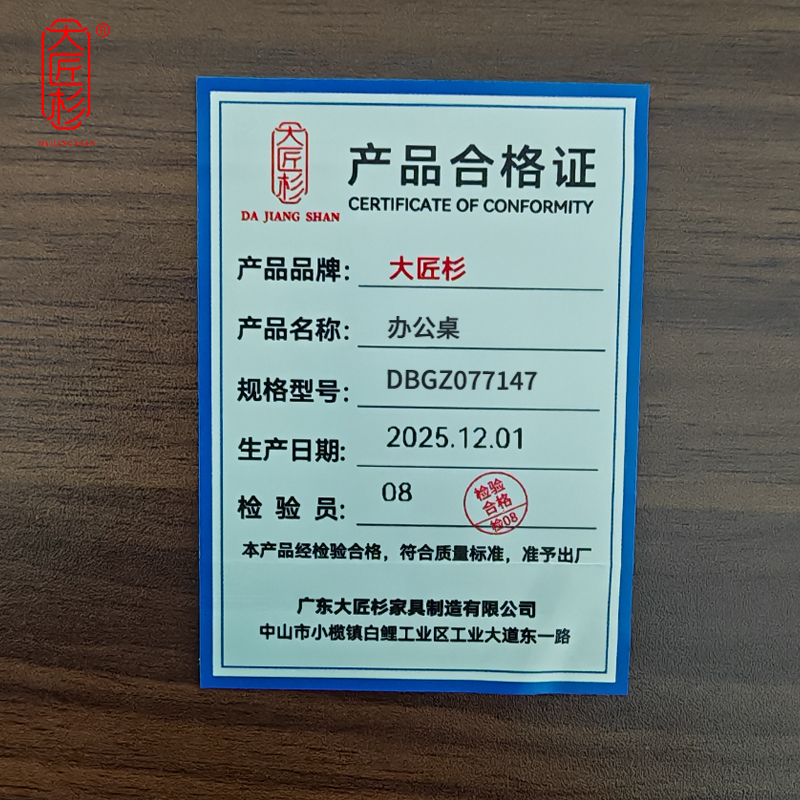 大匠杉®
大匠杉
DA JIANG SHAN
产品合格证
CERTIFICATE OF CONFORMITY
产品品牌: 大匠杉
产品名称: 办公桌
规格型号: DBGZ077147
生产日期: 2025.12.01
检 验 员: 08
检验
合格
检08
本产品经检验合格，符合质量标准，准予出厂
广东大匠杉家具制造有限公司
中山市小榄镇白鲤工业区工业大道东一路